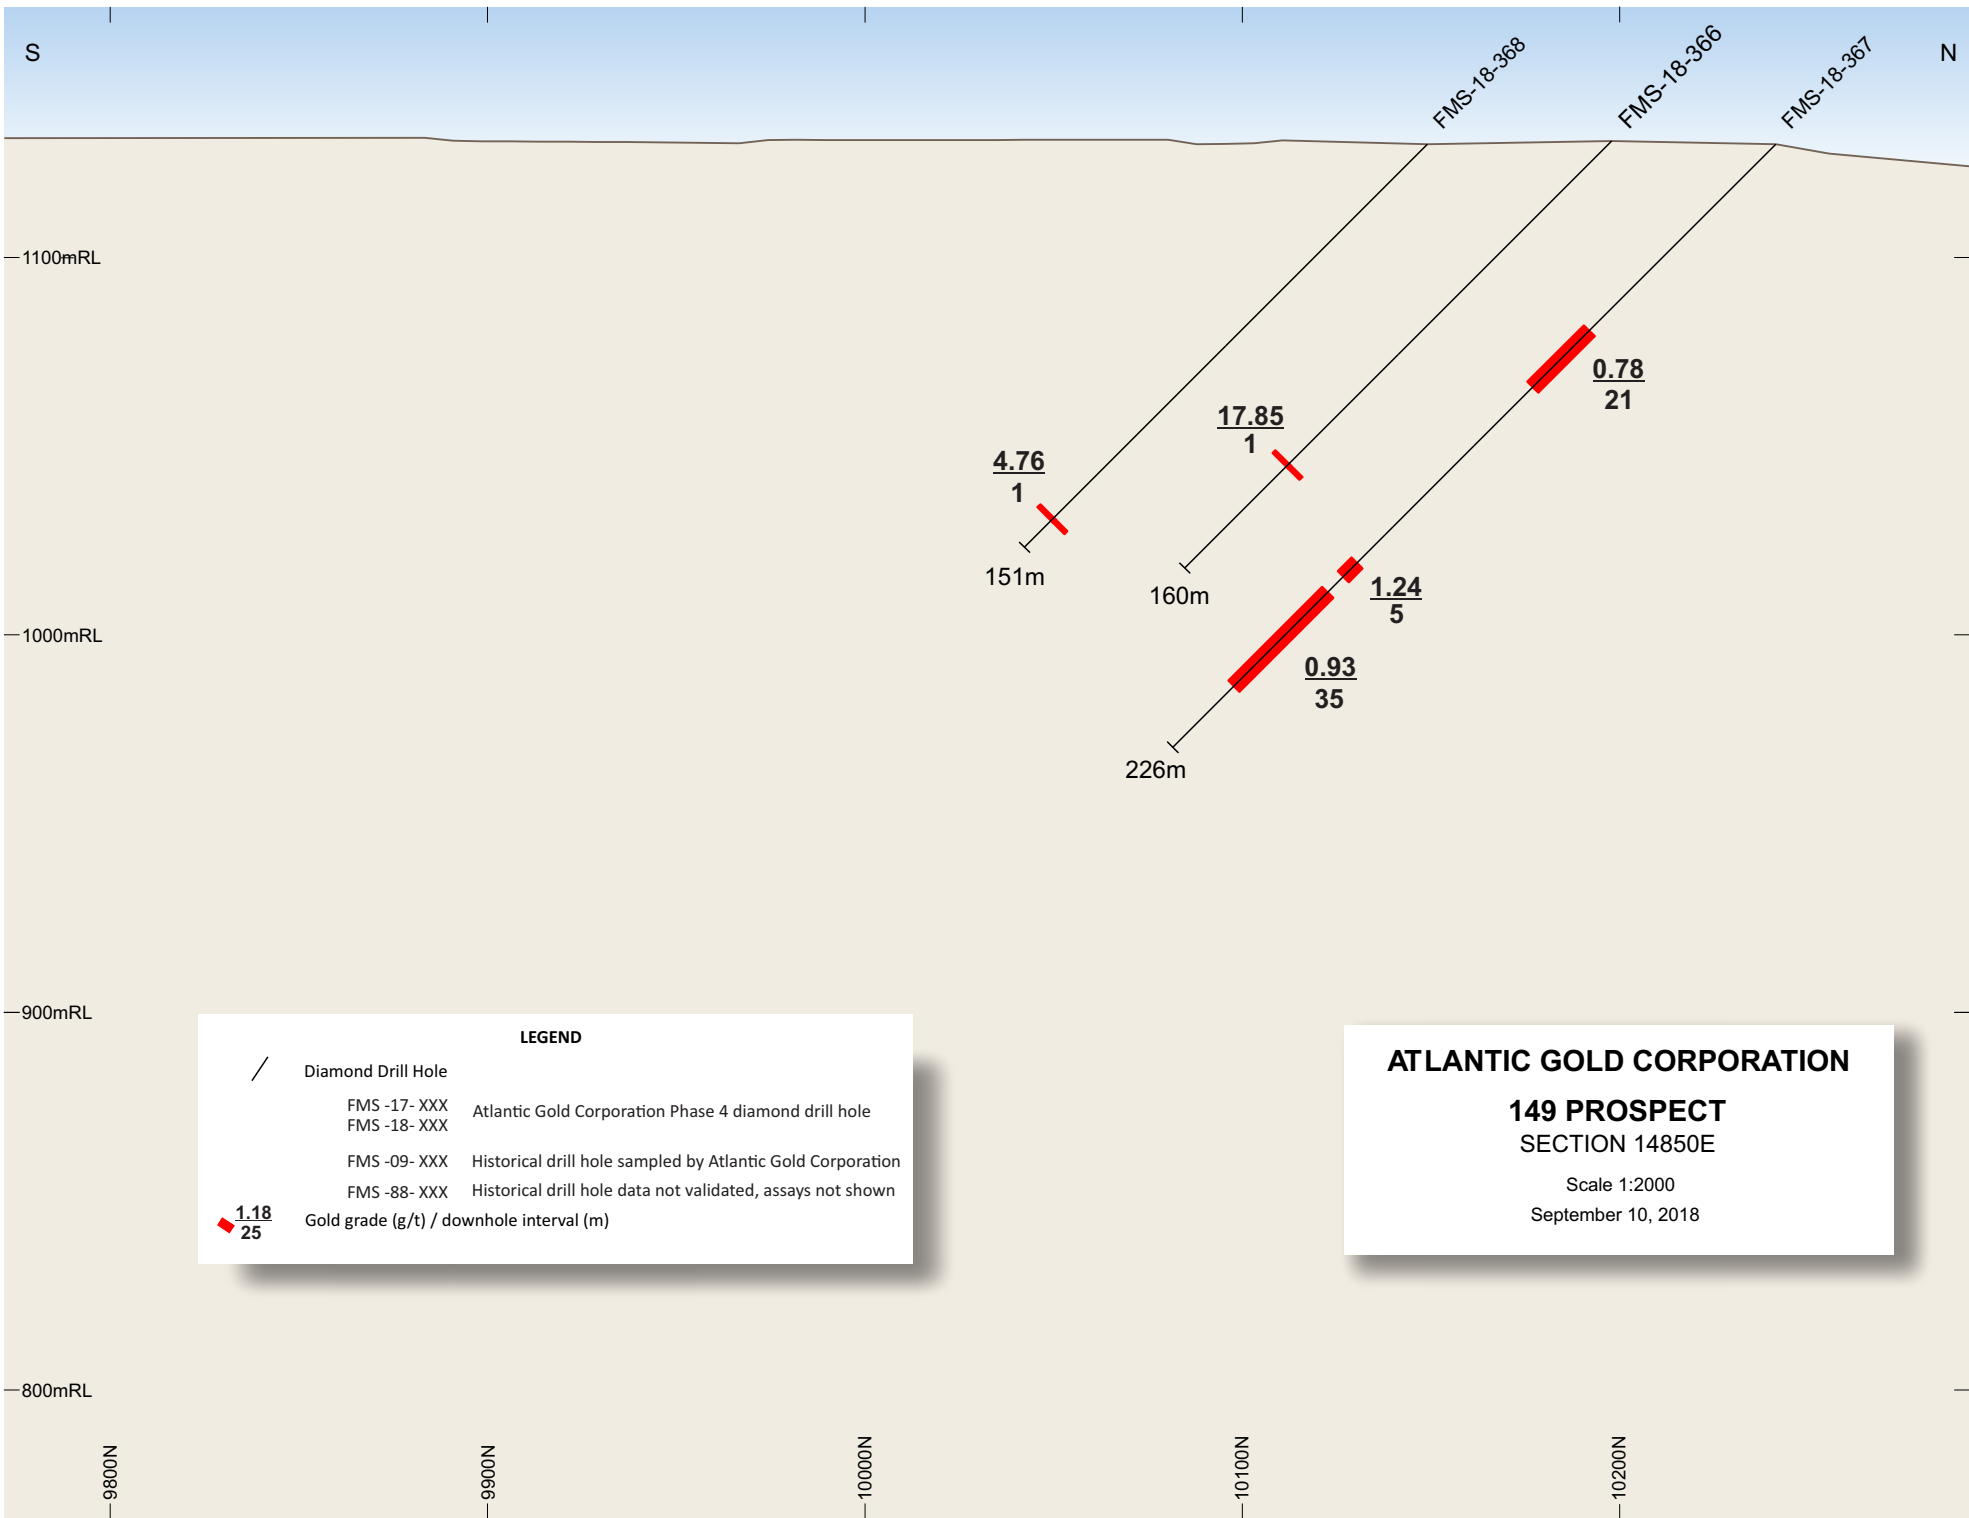 S
N
FMS-18-368
FMS-18-366
FMS-18-367
1100mRL
0.78
21
17.85
1
4.76
1
151m
160m
1.24
5
1000mRL
0.93
35
226m
900mRL
LEGEND
Diamond Drill Hole
FMS -17- XXX
FMS -18- XXX
Atlantic Gold Corporation Phase 4 diamond drill hole
FMS -09- XXX Historical drill hole sampled by Atlantic Gold Corporation
FMS -88- XXX Historical drill hole data not validated, assays not shown
1.18
25
Gold grade (g/t) / downhole interval (m)
ATLANTIC GOLD CORPORATION
149 PROSPECT
SECTION 14850E
Scale 1:2000
September 10, 2018
800mRL
9800N
9900N
10000N
10100N
10200N